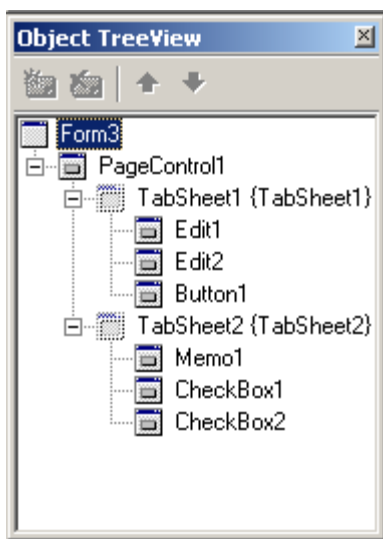 Object TreeView
Form3
PageControl1
TabSheet1 {TabSheet1}
Edit1
Edit2
Button1
TabSheet2 {TabSheet2}
Memo1
CheckBox1
CheckBox2